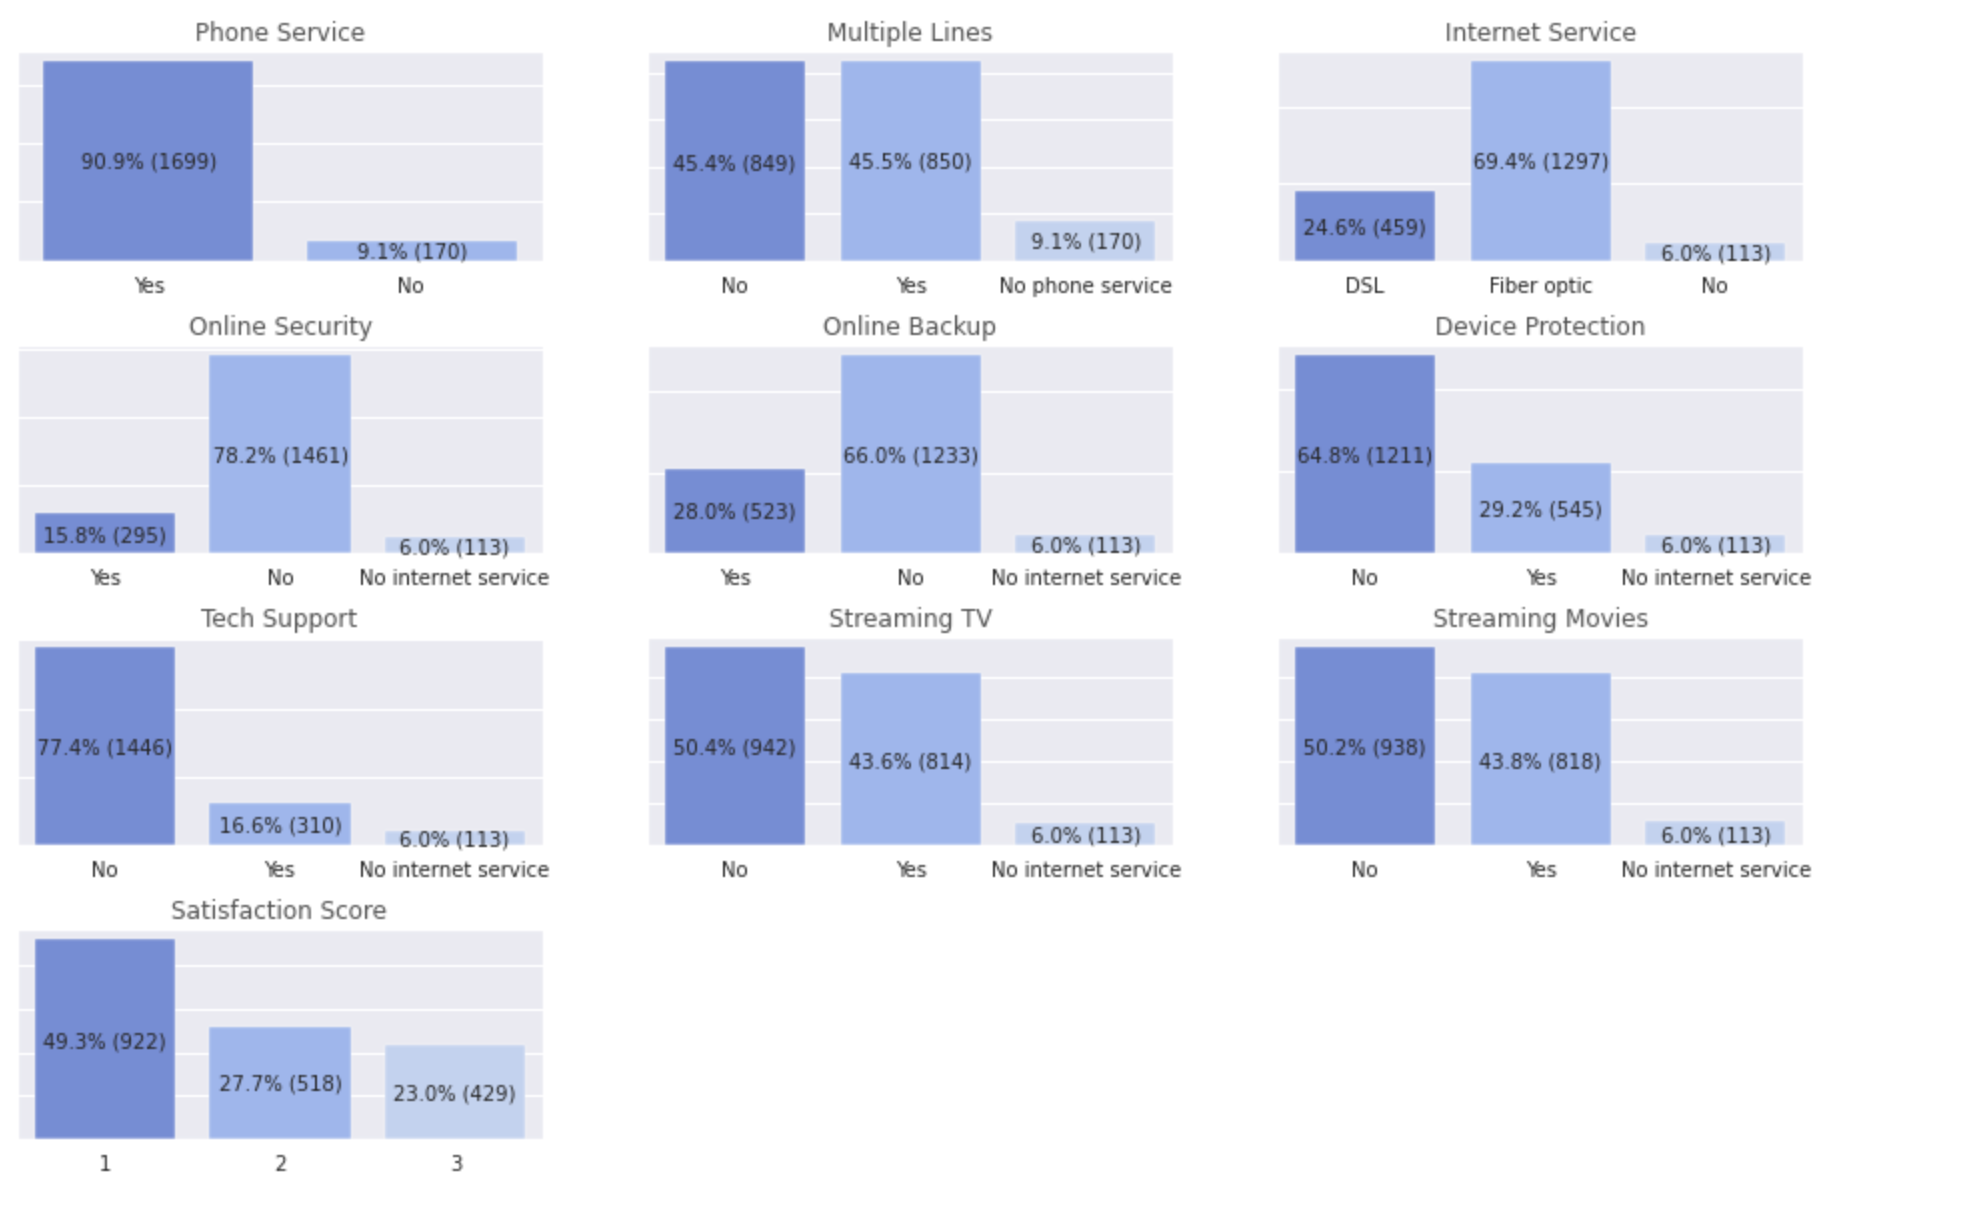 Phone Service
90.9% (1699)
9.1% (170)
Yes No
Multiple Lines
45.4% (849)
45.5% (850)
9.1% (170)
No Yes No phone service
Internet Service
24.6% (459)
69.4% (1297)
6.0% (113)
DSL Fiber optic No
Online Security
15.8% (295)
78.2% (1461)
6.0% (113)
Yes No No internet service
Online Backup
28.0% (523)
66.0% (1233)
6.0% (113)
Yes No No internet service
Device Protection
64.8% (1211)
29.2% (545)
6.0% (113)
No Yes No internet service
Tech Support
77.4% (1446)
16.6% (310)
6.0% (113)
No Yes No internet service
Streaming TV
50.4% (942)
43.6% (814)
6.0% (113)
No Yes No internet service
Streaming Movies
50.2% (938)
43.8% (818)
6.0% (113)
No Yes No internet service
Satisfaction Score
49.3% (922)
27.7% (518)
23.0% (429)
1 2 3